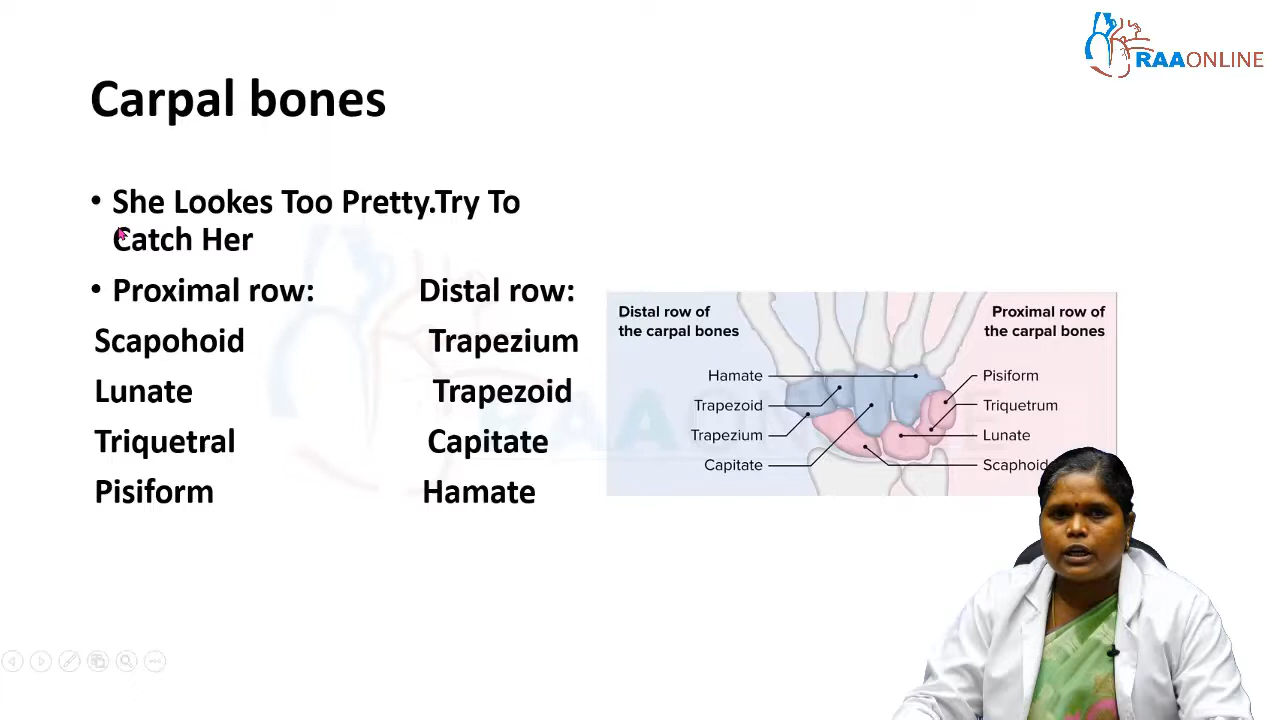 RAAONLINE
Carpal bones
• She Lookes Too Pretty.Try To
Catch Her
• Proximal row: Distal row:
Scapohoid Trapezium
Lunate Trapezoid
Triquetral Capitate
Pisiform Hamate
Distal row of
the carpal bones
Proximal row of
the carpal bones
Hamate
Trapezoid
Trapezium
Capitate
Pisiform
Triquetrum
Lunate
Scaphoid